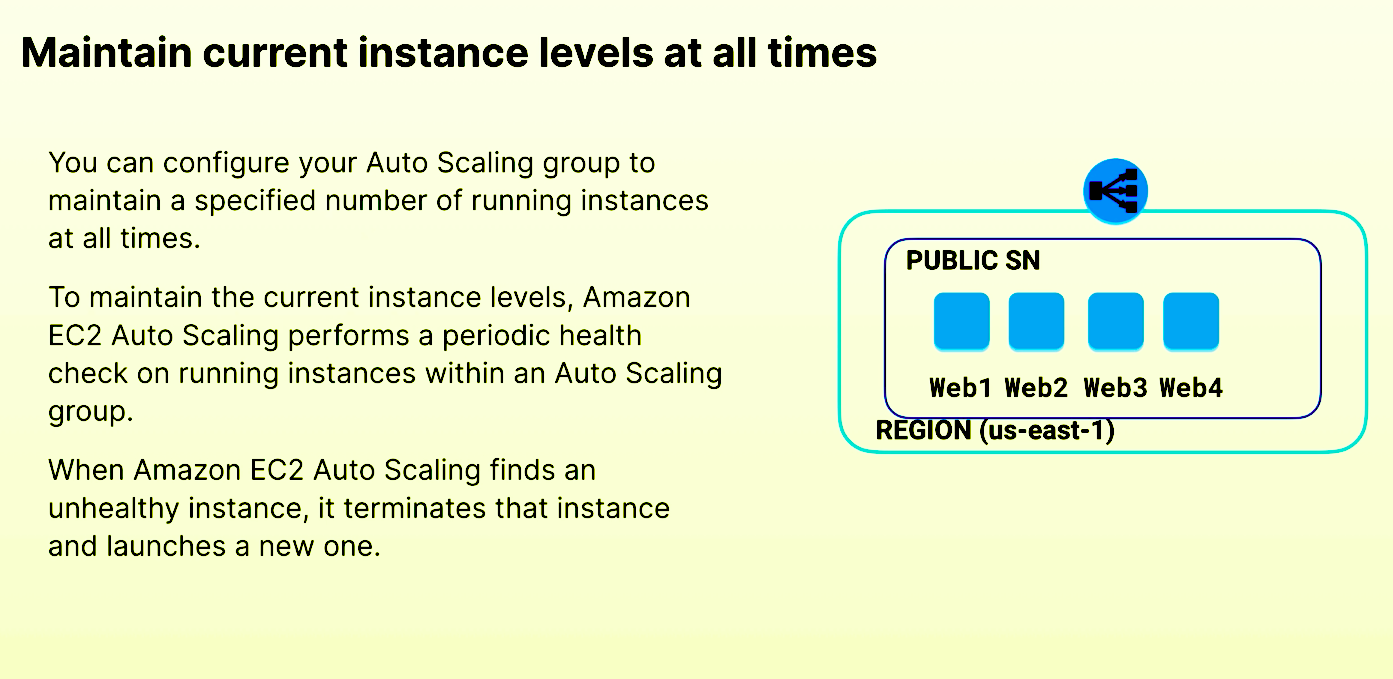 Maintain current instance levels at all times
You can configure your Auto Scaling group to
maintain a specified number of running instances
at all times.
To maintain the current instance levels, Amazon
EC2 Auto Scaling performs a periodic health
check on running instances within an Auto Scaling
group.
When Amazon EC2 Auto Scaling finds an
unhealthy instance, it terminates that instance
and launches a new one.
PUBLIC SN
Web1 Web2 Web3 Web4
REGION (us-east-1)